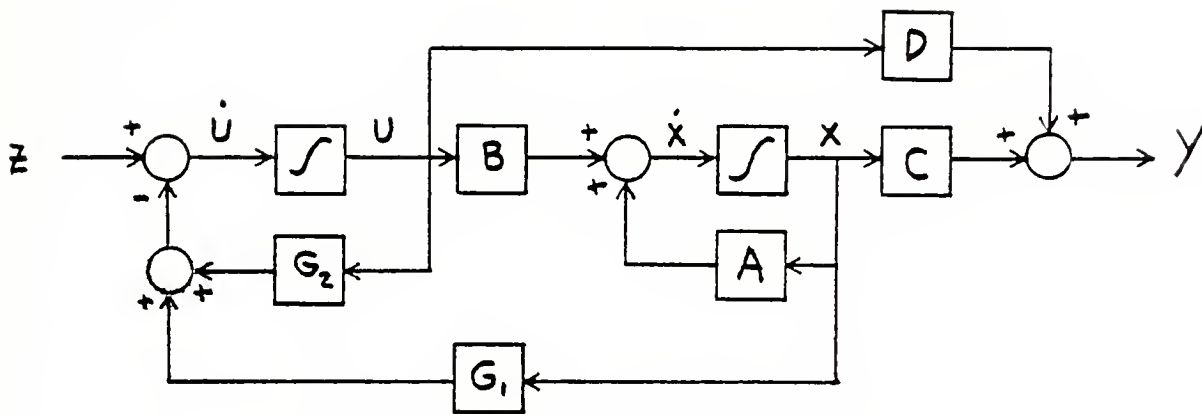 D
+
+ U̇ ∫ U B + ẋ ∫ x C + + y
z
- +
G₂ A
+ +
G₁